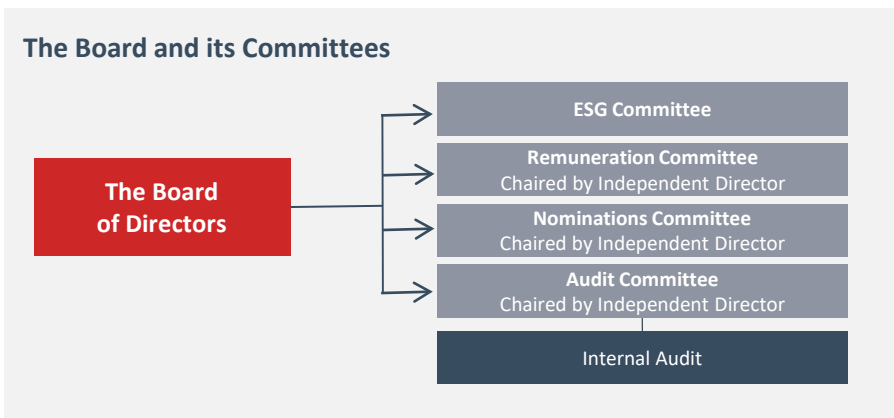 The Board and its Committees
ESG Committee
Remuneration Committee
Chaired by Independent Director
The Board
of Directors
Nominations Committee
Chaired by Independent Director
Audit Committee
Chaired by Independent Director
Internal Audit